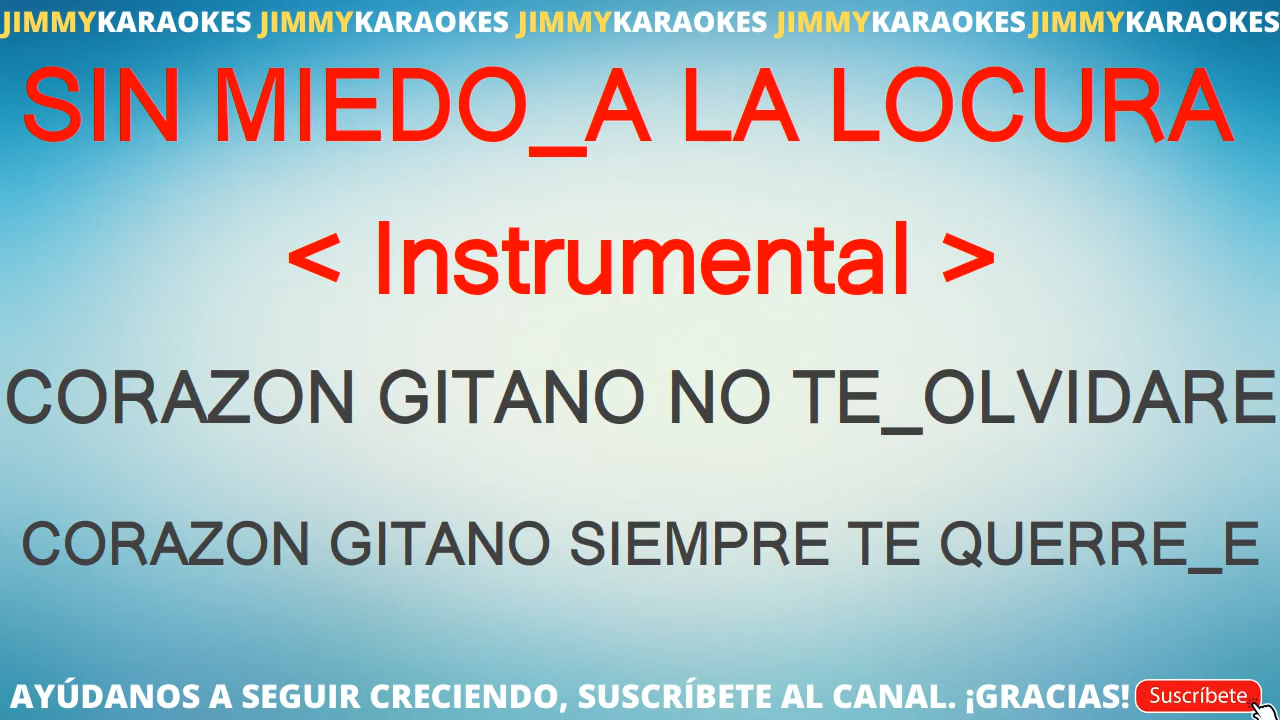 JIMMYKARAOKES JIMMYKARAOKES JIMMYKARAOKES JIMMYKARAOKES JIMMYKARAOKES
SIN MIEDO_A LA LOCURA
< Instrumental >
CORAZON GITANO NO TE_OLVIDARE
CORAZON GITANO SIEMPRE TE QUERRE_E
AYÚDANOS A SEGUIR CRECIENDO, SUSCRÍBETE AL CANAL. ¡GRACIAS! Suscríbete